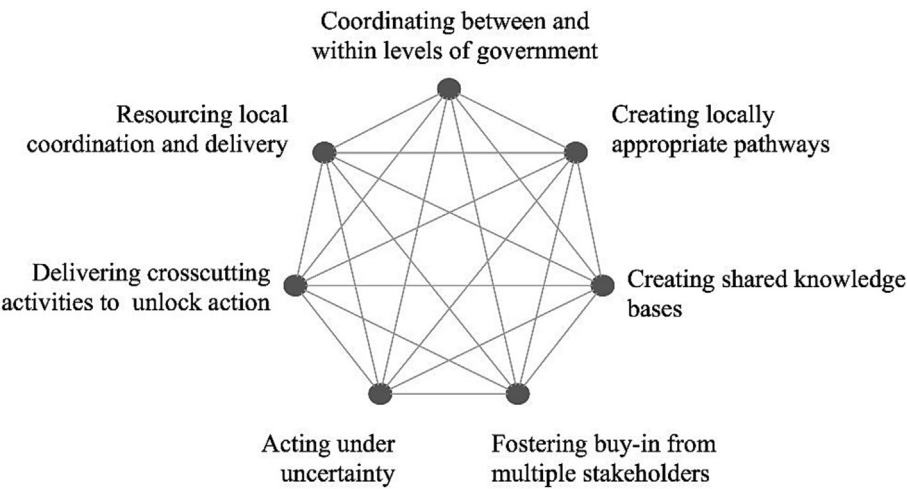 Coordinating between and
within levels of government
Resourcing local
coordination and delivery
Creating locally
appropriate pathways
Delivering crosscutting
activities to unlock action
Creating shared knowledge
bases
Acting under
uncertainty
Fostering buy-in from
multiple stakeholders